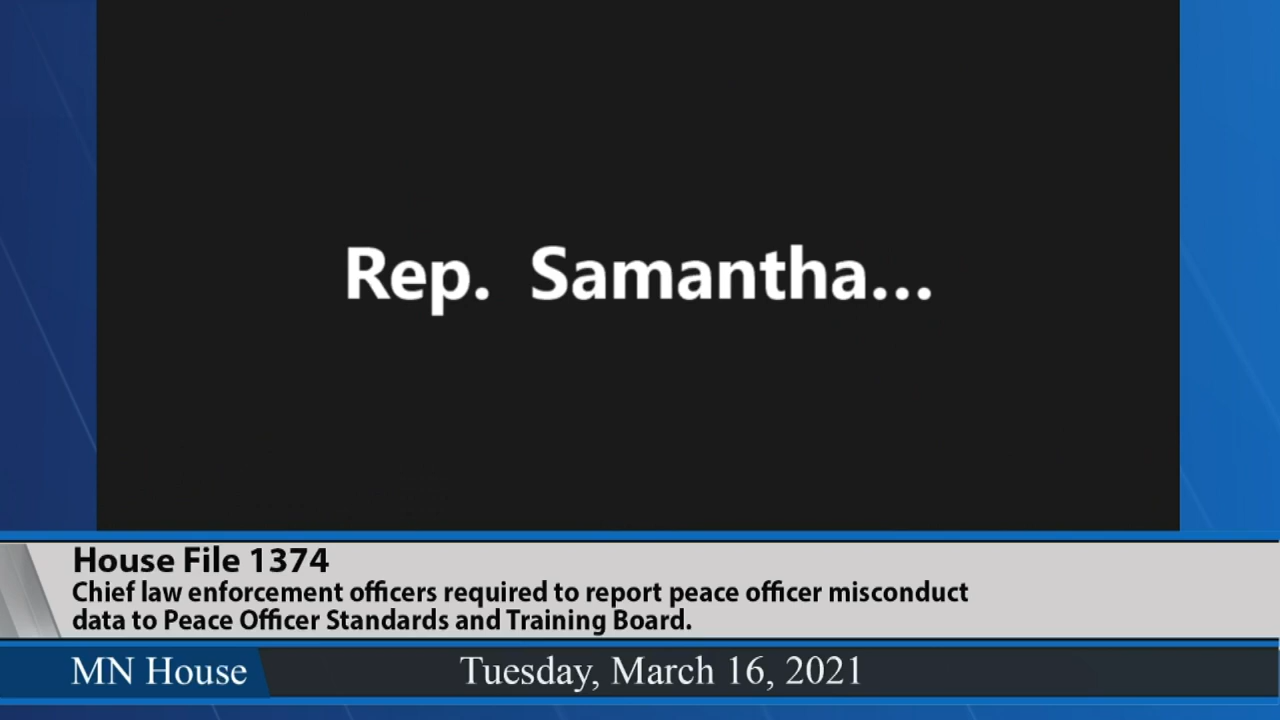 Rep.  Samantha...
House File 1374
Chief law enforcement officers required to report peace officer misconduct
data to Peace Officer Standards and Training Board.
MN House
Tuesday, March 16, 2021